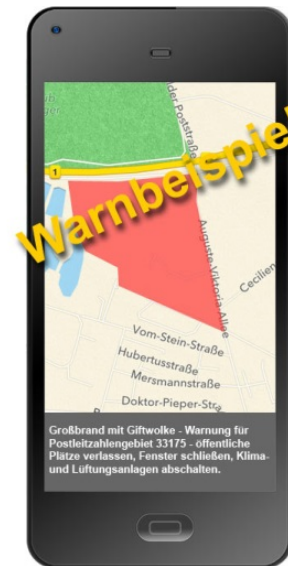 der Poststraße
1
Warnbeispiel
Auguste-Viktoria-Allee
Cecilien
Vom-Stein-Straße
Hubertusstraße
Mersmannstraße
Doktor-Pieper-Stra
Großbrand mit Giftwolke - Warnung für
Postleitzahlengebiet 33175 - öffentliche
Plätze verlassen, Fenster schließen, Klima-
und Lüftungsanlagen abschalten.